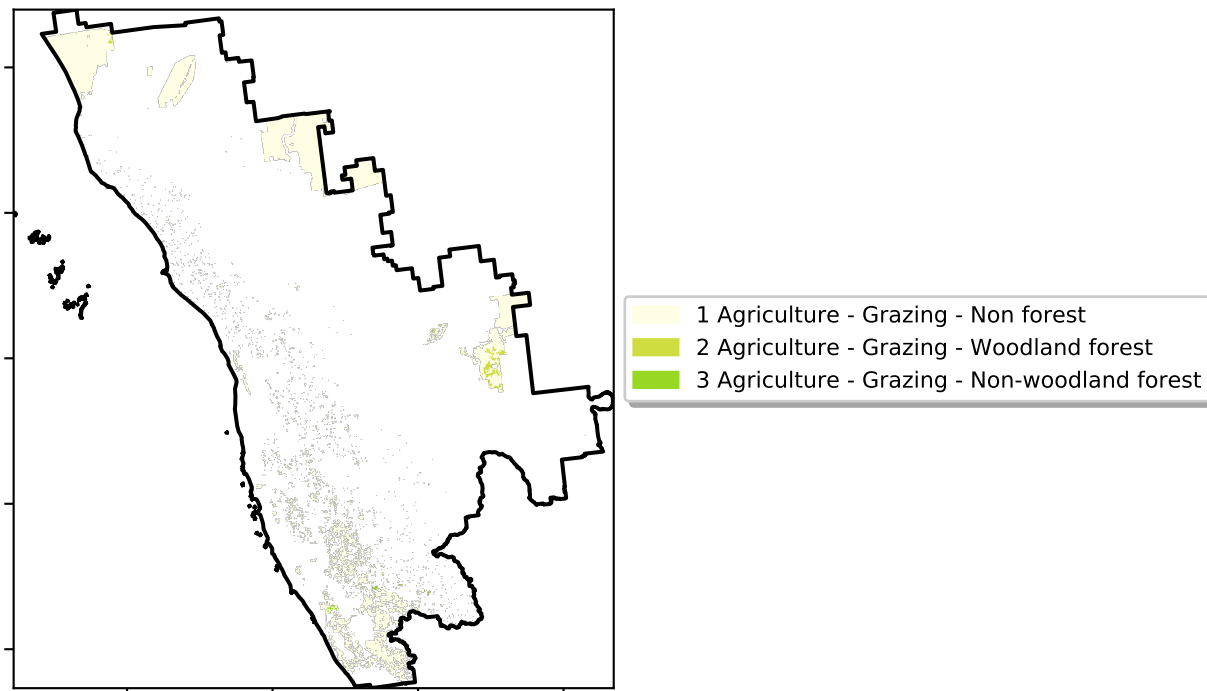 1 Agriculture - Grazing - Non forest
2 Agriculture - Grazing - Woodland forest
3 Agriculture - Grazing - Non-woodland forest